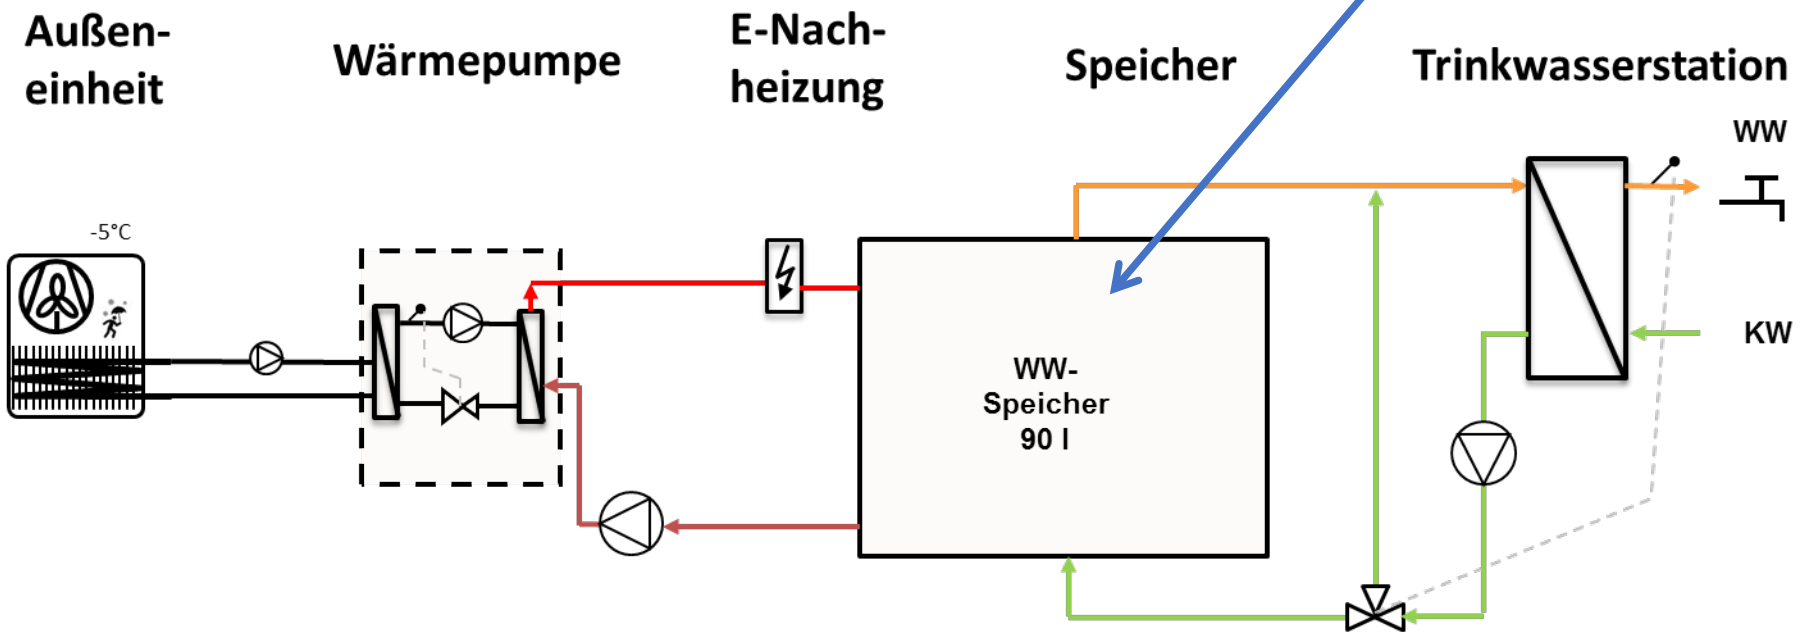 Außen-
einheit
Wärmepumpe
E-Nach-
heizung
Speicher
Trinkwasserstation
WW
-5°C
KW
WW-
Speicher
90 l